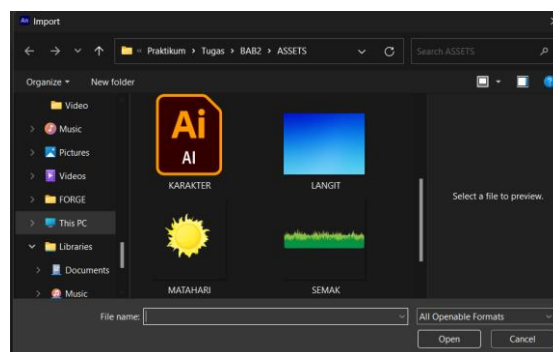 An Import
« Praktikum › Tugas › BAB2 › ASSETS
Search ASSETS
Organize
New folder
Video
Music
Pictures
Videos
FORGE
This PC
Libraries
Documents
Music
Ai
AI
KARAKTER
LANGIT
MATAHARI
SEMAK
Select a file to preview.
File name:
All Openable Formats
Open
Cancel